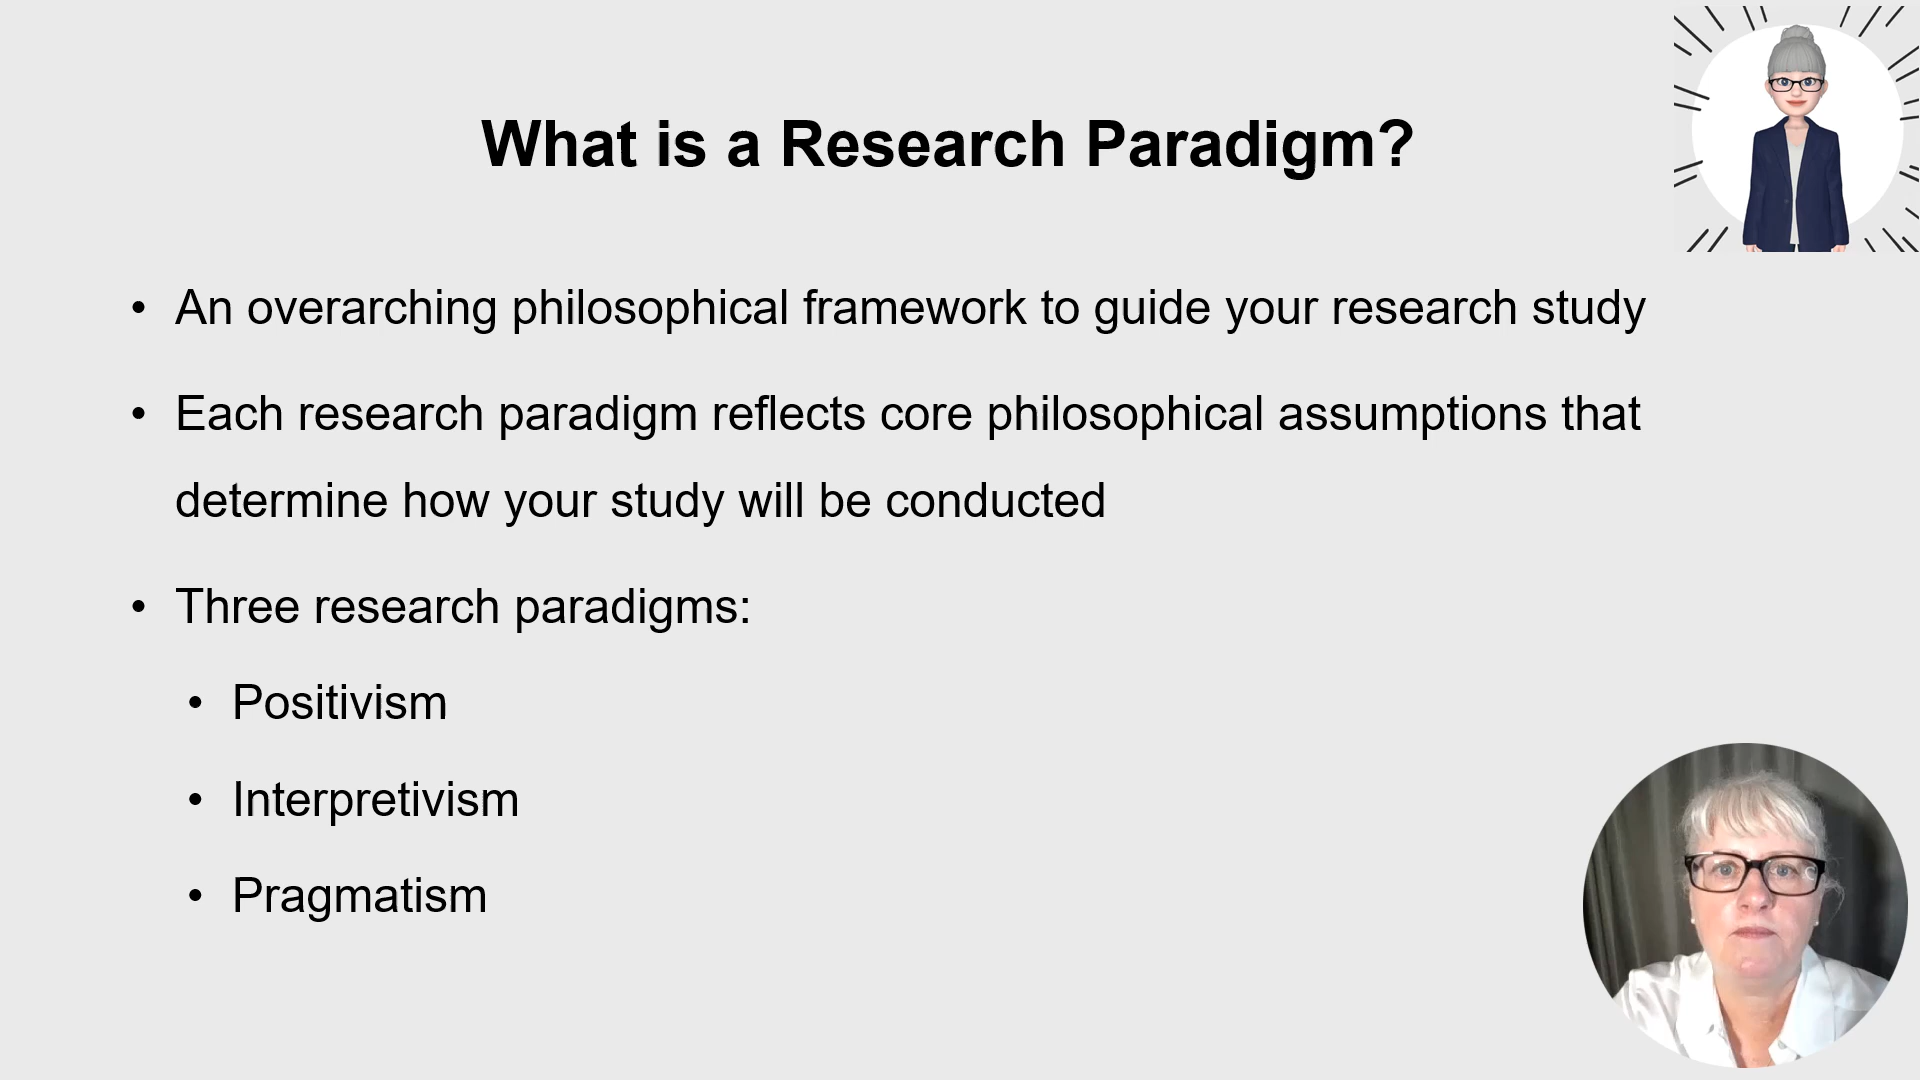 What is a Research Paradigm?
• An overarching philosophical framework to guide your research study
• Each research paradigm reflects core philosophical assumptions that
determine how your study will be conducted
• Three research paradigms:
• Positivism
• Interpretivism
• Pragmatism